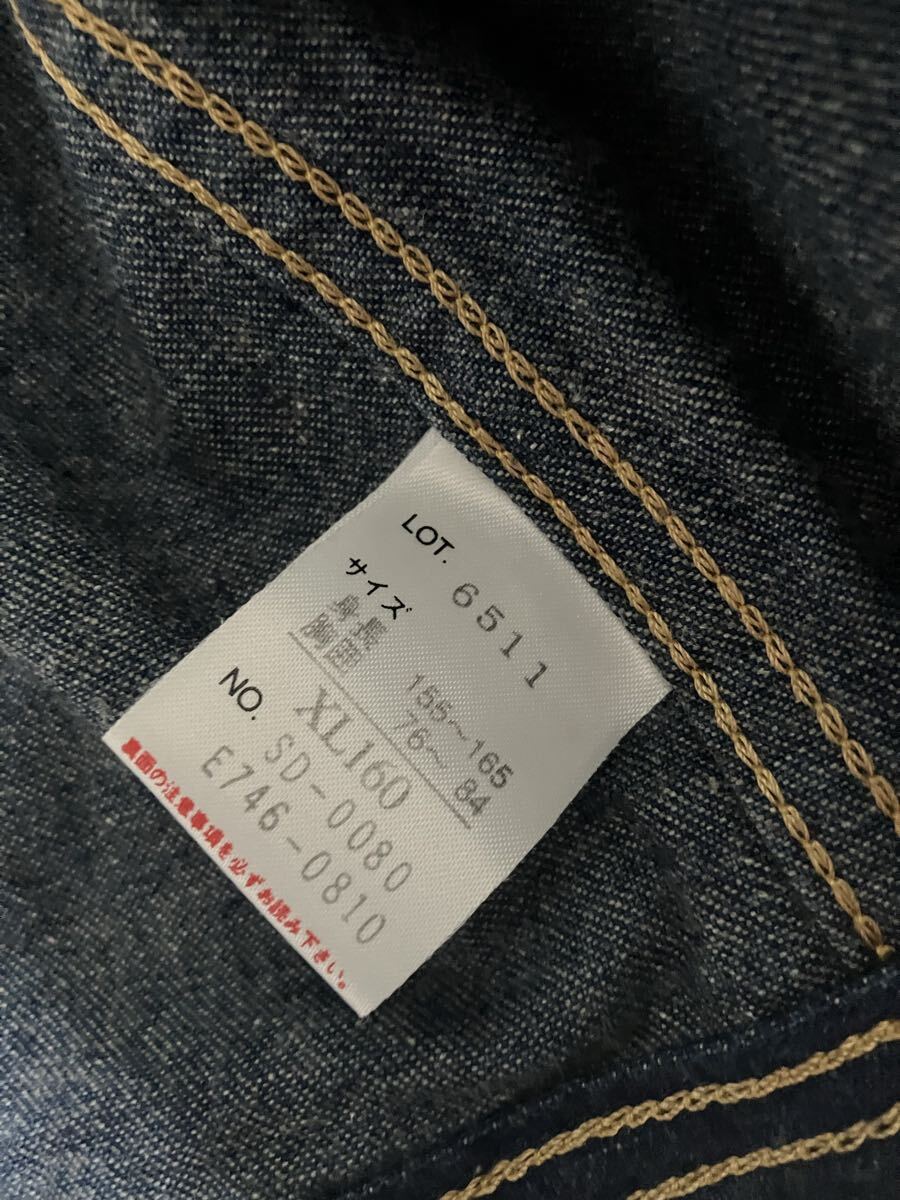 LOT. 6511
サイズ
身長 155～165
胸囲 76～84
XL160
NO. SD-0080
E746-0810
裏面の注意事項を必ずお読み下さい。